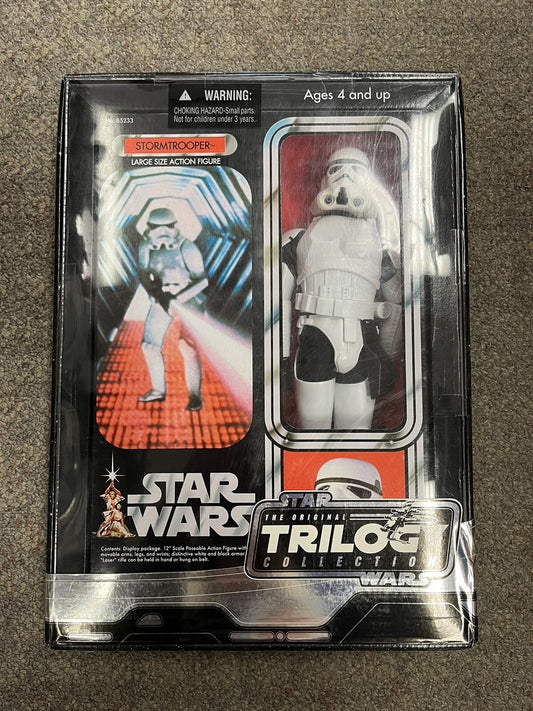 WARNING:
CHOKING HAZARD-Small parts.
Not for children under 3 years.
Ages 4 and up
No. 85233
STORMTROOPER™
LARGE SIZE ACTION FIGURE
STAR
WARS
Contents: Display package. 12" Scale Poseable Action Figure with
movable arms, legs, and wrists; distinctive white and black armor
"Laser" rifle can be held in hand or hung on belt.
STAR
THE ORIGINAL
TRILOGY
COLLECTION
WARS